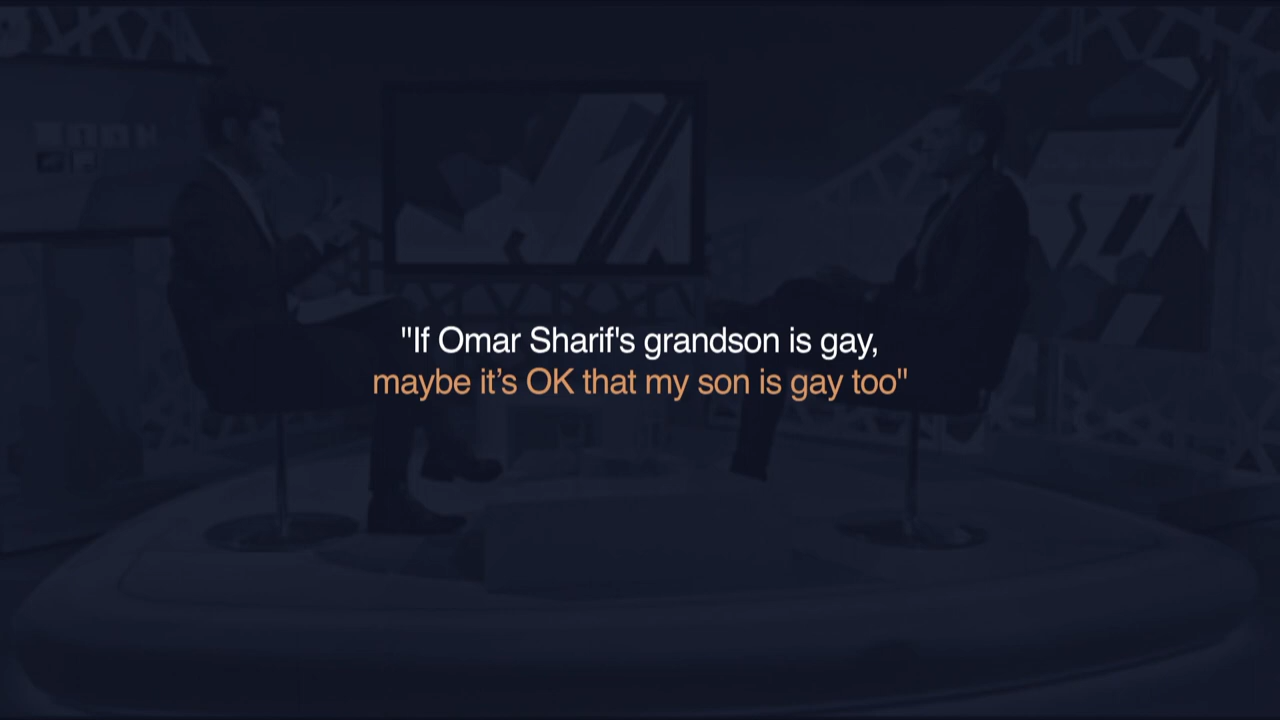 "If Omar Sharif's grandson is gay,
maybe it’s OK that my son is gay too"